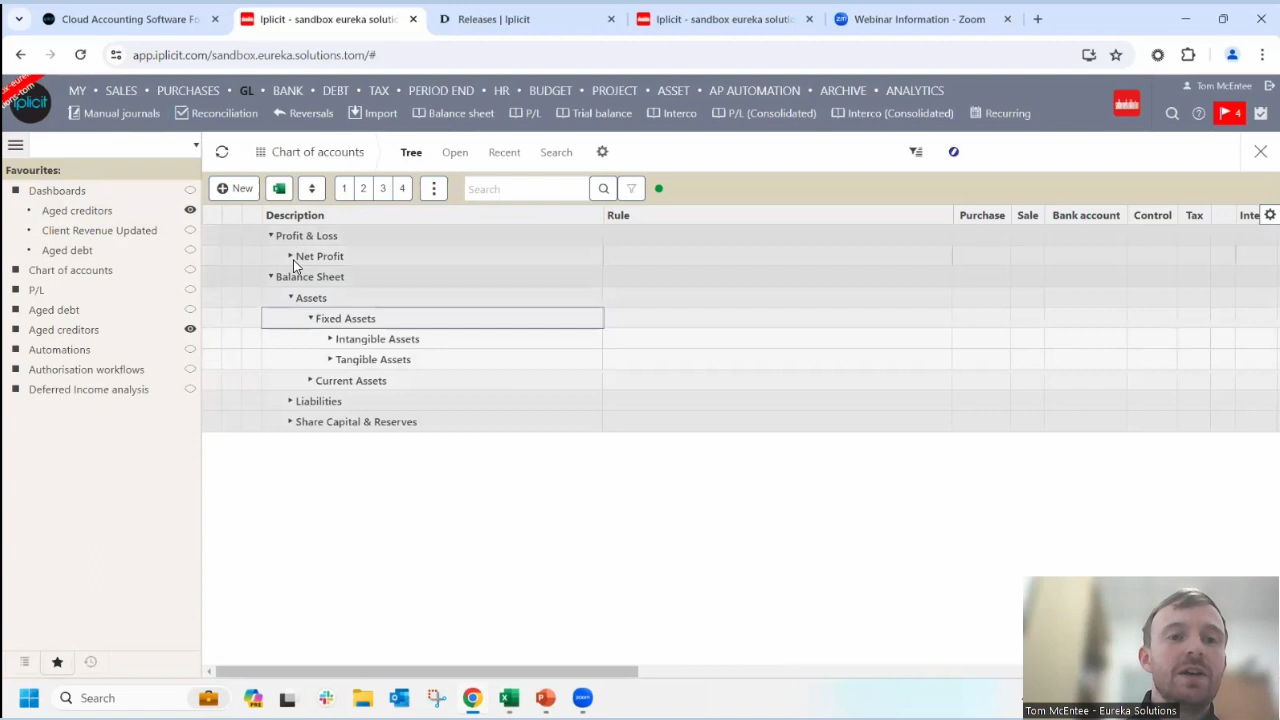 Cloud Accounting Software Fo
Iplicit - sandbox eureka solutic
Releases | Iplicit
Iplicit - sandbox eureka soluti
Webinar Information - Zoom
app.iplicit.com/sandbox.eureka.solutions.tom/#
MY • SALES • PURCHASES • GL • BANK • DEBT • TAX • PERIOD END • HR • BUDGET • PROJECT • ASSET • AP AUTOMATION • ARCHIVE • ANALYTICS
Tom McEntee
iplicit
Manual journals
Reconciliation
Reversals
Import
Balance sheet
P/L
Trial balance
Interco
P/L (Consolidated)
Interco (Consolidated)
Recurring
4
Chart of accounts
Tree
Open
Recent
Search
New
1
2
3
4
Search
Favourites:
Dashboards
Aged creditors
Client Revenue Updated
Aged debt
Chart of accounts
P/L
Aged debt
Aged creditors
Automations
Authorisation workflows
Deferred Income analysis
Description
Rule
Purchase
Sale
Bank account
Control
Tax
Inte
Profit & Loss
Net Profit
Balance Sheet
Assets
Fixed Assets
Intangible Assets
Tangible Assets
Current Assets
Liabilities
Share Capital & Reserves
Search
Tom McEntee - Eureka Solutions